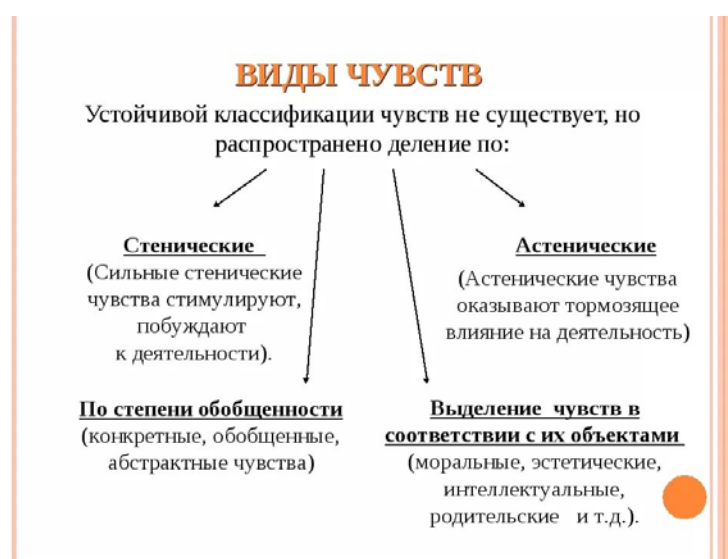 ВИДЫ ЧУВСТВ
Устойчивой классификации чувств не существует, но
распространено деление по:
Стенические
(Сильные стенические
чувства стимулируют,
побуждают
к деятельности).
Астенические
(Астенические чувства
оказывают тормозящее
влияние на деятельность)
По степени обобщенности
(конкретные, обобщенные,
абстрактные чувства)
Выделение чувств в
соответствии с их объектами
(моральные, эстетические,
интеллектуальные,
родительские и т.д.).